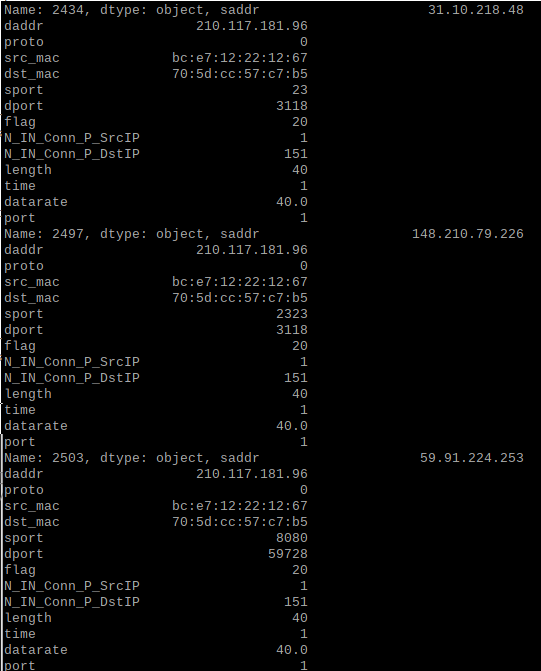 Name: 2434, dtype: object, saddr 31.10.218.48
daddr 210.117.181.96
proto 0
src_mac bc:e7:12:22:12:67
dst_mac 70:5d:cc:57:c7:b5
sport 23
dport 3118
flag 20
N_IN_Conn_P_SrcIP 1
N_IN_Conn_P_DstIP 151
length 40
time 1
datarate 40.0
port 1
Name: 2497, dtype: object, saddr 148.210.79.226
daddr 210.117.181.96
proto 0
src_mac bc:e7:12:22:12:67
dst_mac 70:5d:cc:57:c7:b5
sport 2323
dport 3118
flag 20
N_IN_Conn_P_SrcIP 1
N_IN_Conn_P_DstIP 151
length 40
time 1
datarate 40.0
port 1
Name: 2503, dtype: object, saddr 59.91.224.253
daddr 210.117.181.96
proto 0
src_mac bc:e7:12:22:12:67
dst_mac 70:5d:cc:57:c7:b5
sport 8080
dport 59728
flag 20
N_IN_Conn_P_SrcIP 1
N_IN_Conn_P_DstIP 151
length 40
time 1
datarate 40.0
port 1